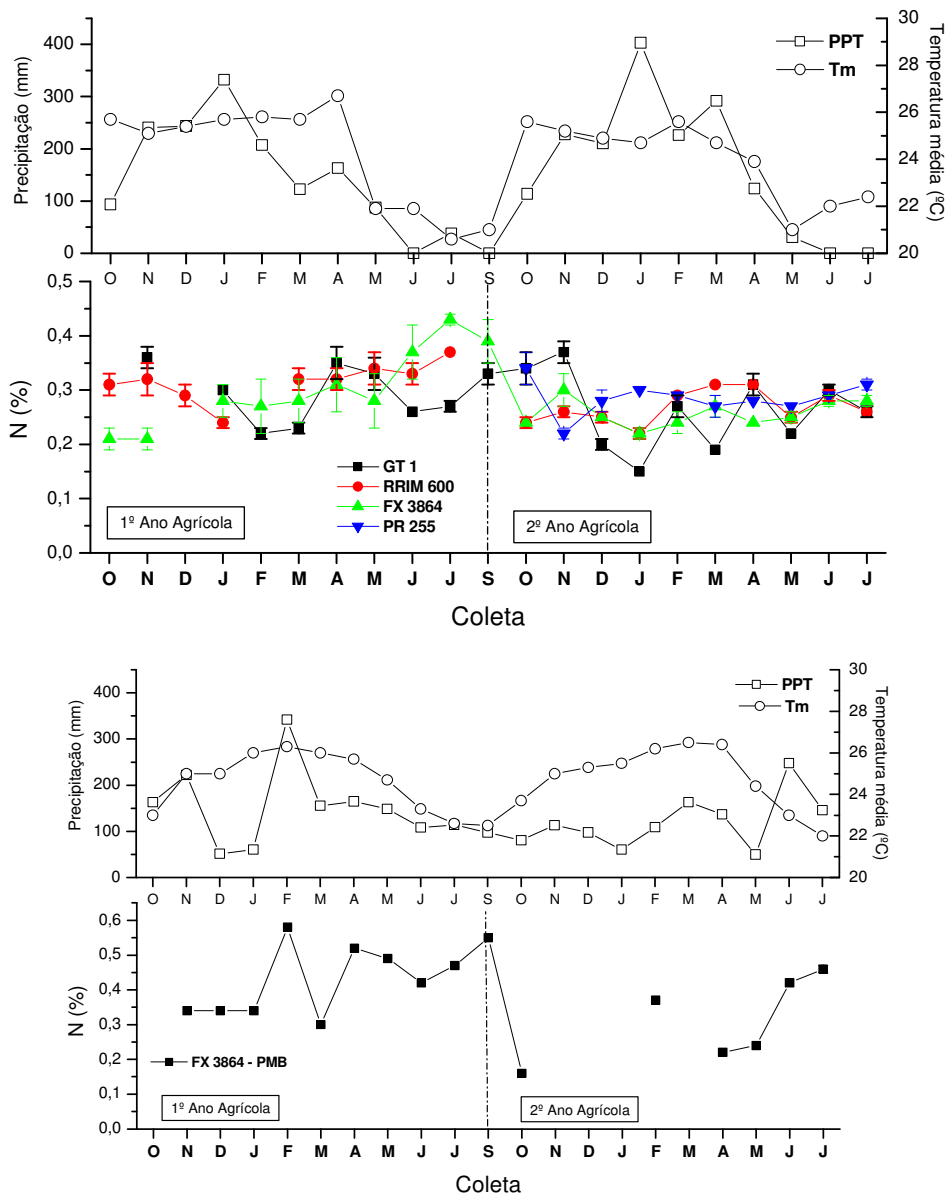 Precipitação (mm)
400
300
200
100
0
PPT
Tm
30
28
26
24
22
20
Temperatura média (ºC)
O N D J F M A M J J S O N D J F M A M J J
N (%)
0,5
0,4
0,3
0,2
0,1
0,0
GT 1
RRIM 600
FX 3864
PR 255
1º Ano Agrícola
2º Ano Agrícola
O N D J F M A M J J S O N D J F M A M J J
Coleta
Precipitação (mm)
400
300
200
100
0
PPT
Tm
30
28
26
24
22
20
Temperatura média (ºC)
O N D J F M A M J J S O N D J F M A M J J
N (%)
0,6
0,5
0,4
0,3
0,2
0,1
0,0
FX 3864 - PMB
1º Ano Agrícola
2º Ano Agrícola
O N D J F M A M J J S O N D J F M A M J J
Coleta